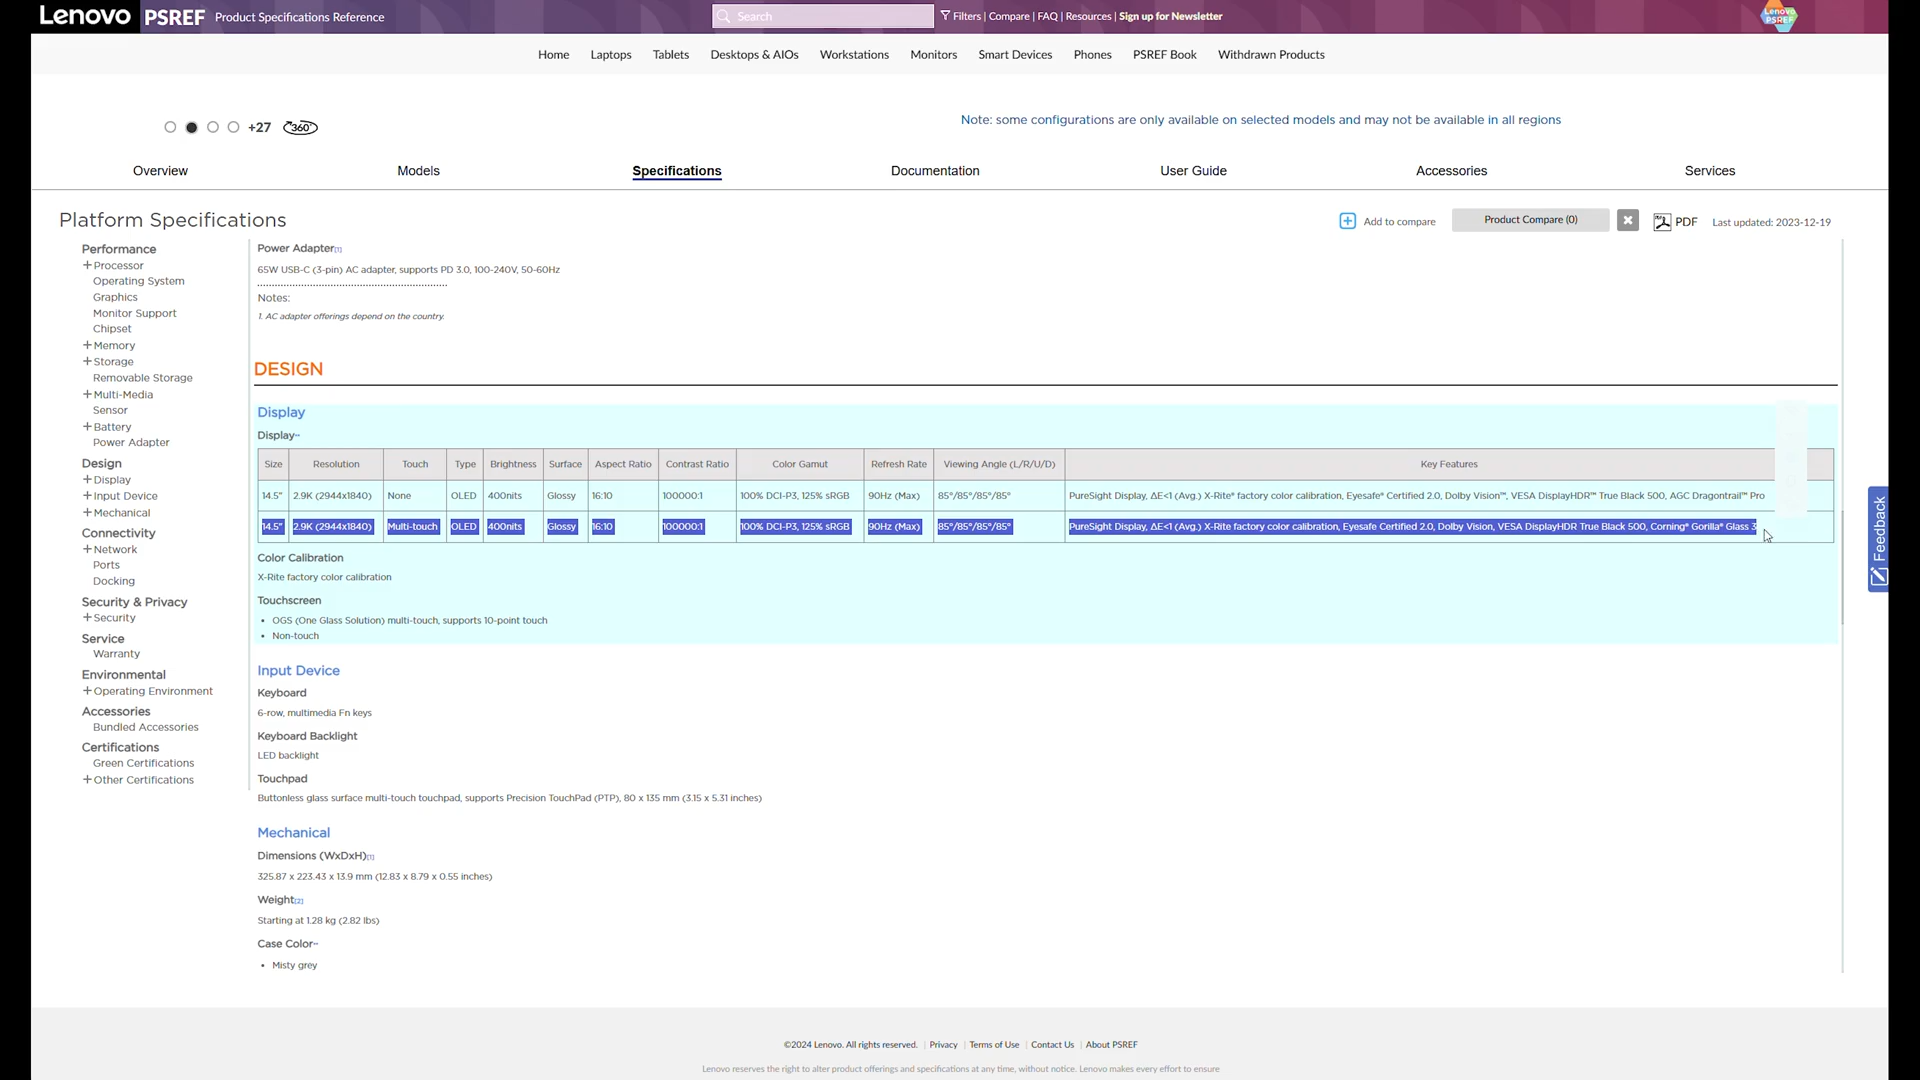 Lenovo PSREF Product Specifications Reference
Search
Filters | Compare | FAQ | Resources | Sign up for Newsletter
Lenovo PSREF
Home Laptops Tablets Desktops & AIOs Workstations Monitors Smart Devices Phones PSREF Book Withdrawn Products
+27 360°
Note: some configurations are only available on selected models and may not be available in all regions
Overview Models Specifications Documentation User Guide Accessories Services
Platform Specifications
Add to compare Product Compare (0) PDF Last updated: 2023-12-19
Performance
+ Processor
Operating System
Graphics
Monitor Support
Chipset
+ Memory
+ Storage
Removable Storage
+ Multi-Media
Sensor
+ Battery
Power Adapter
Design
+ Display
+ Input Device
+ Mechanical
Connectivity
+ Network
Ports
Docking
Security & Privacy
+ Security
Service
Warranty
Environmental
+ Operating Environment
Accessories
Bundled Accessories
Certifications
Green Certifications
+ Other Certifications
Power Adapter[1]
65W USB-C (3-pin) AC adapter, supports PD 3.0, 100-240V, 50-60Hz
Notes:
1. AC adapter offerings depend on the country.
DESIGN
Display
Display**
Size Resolution Touch Type Brightness Surface Aspect Ratio Contrast Ratio Color Gamut Refresh Rate Viewing Angle (L/R/U/D) Key Features
14.5" 2.9K (2944x1840) None OLED 400nits Glossy 16:10 100000:1 100% DCI-P3, 125% sRGB 90Hz (Max) 85°/85°/85°/85° PureSight Display, ΔE<1 (Avg.) X-Rite® factory color calibration, Eyesafe® Certified 2.0, Dolby Vision™, VESA DisplayHDR™ True Black 500, AGC Dragontrail™ Pro
14.5" 2.9K (2944x1840) Multi-touch OLED 400nits Glossy 16:10 100000:1 100% DCI-P3, 125% sRGB 90Hz (Max) 85°/85°/85°/85° PureSight Display, ΔE<1 (Avg.) X-Rite factory color calibration, Eyesafe Certified 2.0, Dolby Vision, VESA DisplayHDR True Black 500, Corning® Gorilla® Glass 3
Color Calibration
X-Rite factory color calibration
Touchscreen
• OGS (One Glass Solution) multi-touch, supports 10-point touch
• Non-touch
Input Device
Keyboard
6-row, multimedia Fn keys
Keyboard Backlight
LED backlight
Touchpad
Buttonless glass surface multi-touch touchpad, supports Precision TouchPad (PTP), 80 x 135 mm (3.15 x 5.31 inches)
Mechanical
Dimensions (WxDxH)[1]
325.87 x 223.43 x 13.9 mm (12.83 x 8.79 x 0.55 inches)
Weight[2]
Starting at 1.28 kg (2.82 lbs)
Case Color**
• Misty grey
Feedback
©2024 Lenovo. All rights reserved. | Privacy | Terms of Use | Contact Us | About PSREF
Lenovo reserves the right to alter product offerings and specifications at any time, without notice. Lenovo makes every effort to ensure